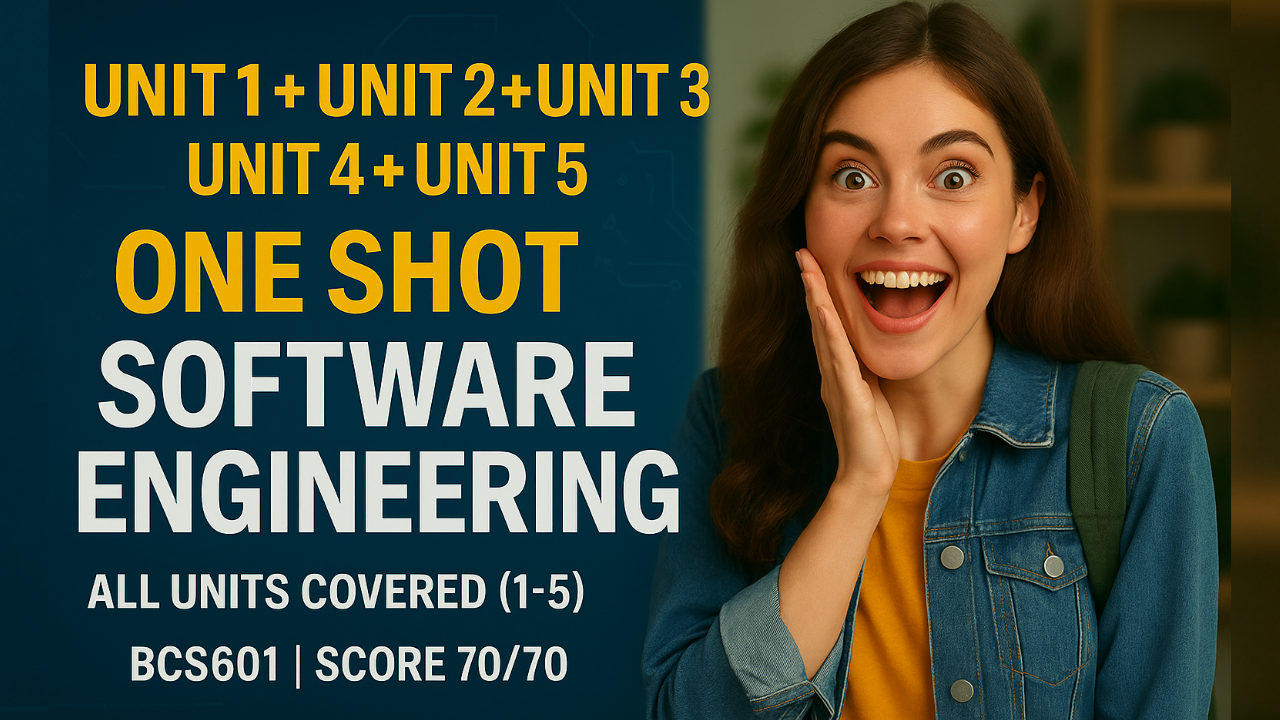 UNIT 1 + UNIT 2+UNIT 3
UNIT 4 + UNIT 5
ONE SHOT
SOFTWARE
ENGINEERING
ALL UNITS COVERED (1-5)
BCS601 | SCORE 70/70